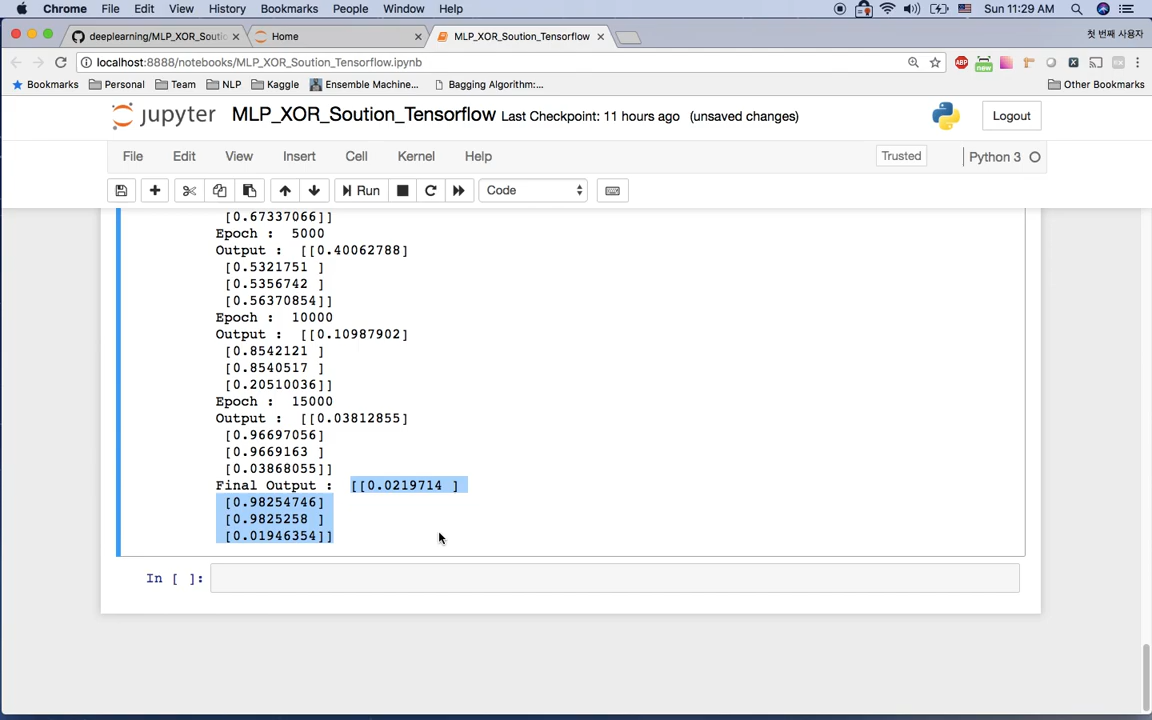 Chrome File Edit View History Bookmarks People Window Help Sun 11:29 AM
deeplearning/MLP_XOR_Soutio Home MLP_XOR_Soution_Tensorflow 첫 번째 사용자
localhost:8888/notebooks/MLP_XOR_Soution_Tensorflow.ipynb ABP new
Bookmarks Personal Team NLP Kaggle Ensemble Machine... Bagging Algorithm:... Other Bookmarks
jupyter MLP_XOR_Soution_Tensorflow Last Checkpoint: 11 hours ago (unsaved changes) Logout
File Edit View Insert Cell Kernel Help Trusted Python 3
Run Code
[0.67337066]]
Epoch : 5000
Output : [[0.40062788]
[0.5321751 ]
[0.5356742 ]
[0.56370854]]
Epoch : 10000
Output : [[0.10987902]
[0.8542121 ]
[0.8540517 ]
[0.20510036]]
Epoch : 15000
Output : [[0.03812855]
[0.96697056]
[0.9669163 ]
[0.03868055]]
Final Output : [[0.0219714 ]
[0.98254746]
[0.9825258 ]
[0.01946354]]
In [ ]: